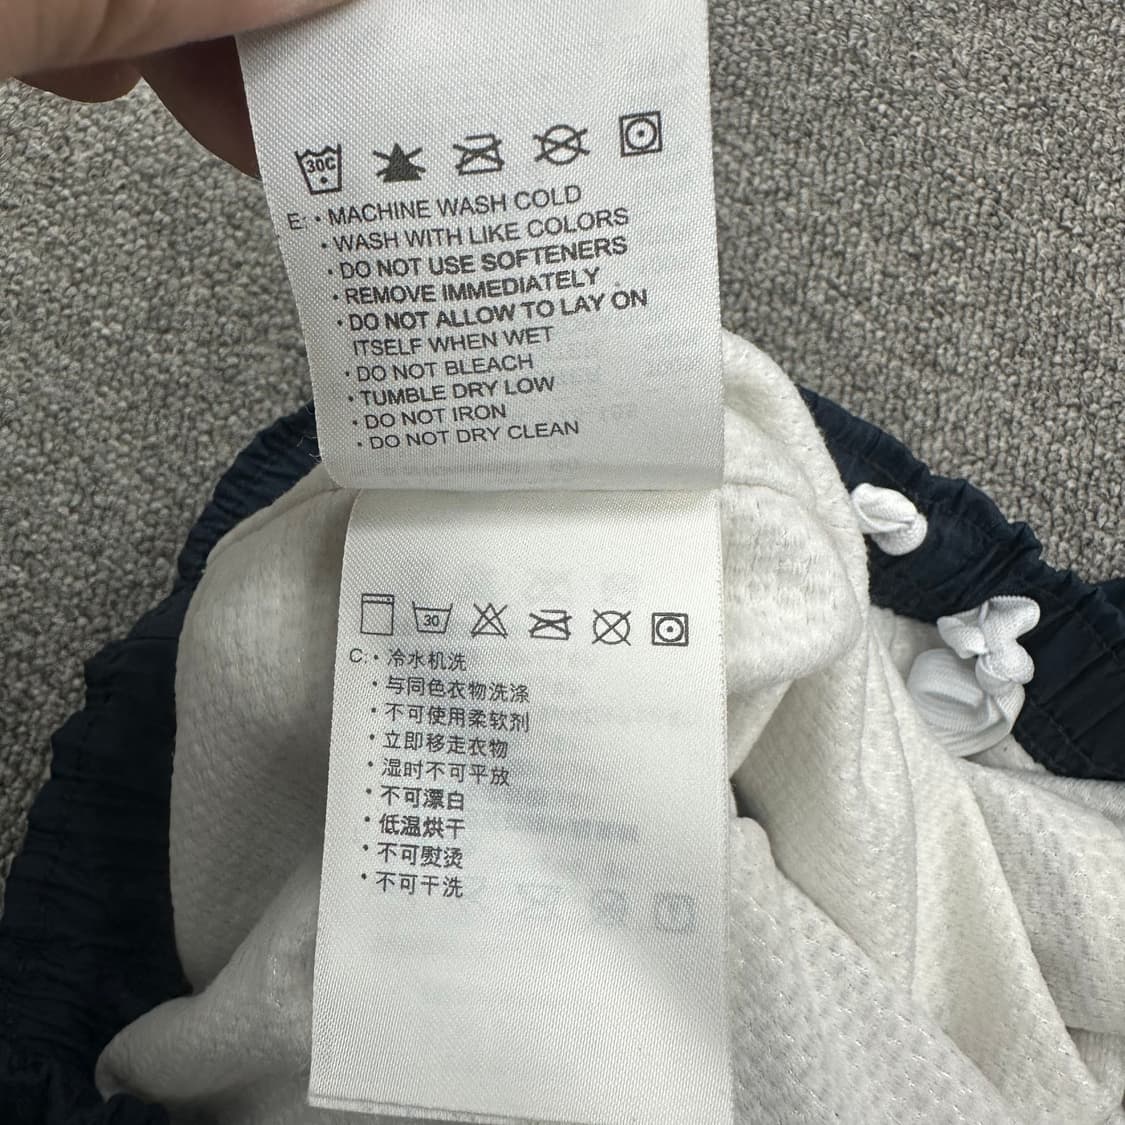 30C
E: • MACHINE WASH COLD
• WASH WITH LIKE COLORS
• DO NOT USE SOFTENERS
• REMOVE IMMEDIATELY
• DO NOT ALLOW TO LAY ON
ITSELF WHEN WET
• DO NOT BLEACH
• TUMBLE DRY LOW
• DO NOT IRON
• DO NOT DRY CLEAN
30
C: • 冷水机洗
• 与同色衣物洗涤
• 不可使用柔软剂
• 立即移走衣物
• 湿时不可平放
• 不可漂白
• 低温烘干
• 不可熨烫
• 不可干洗